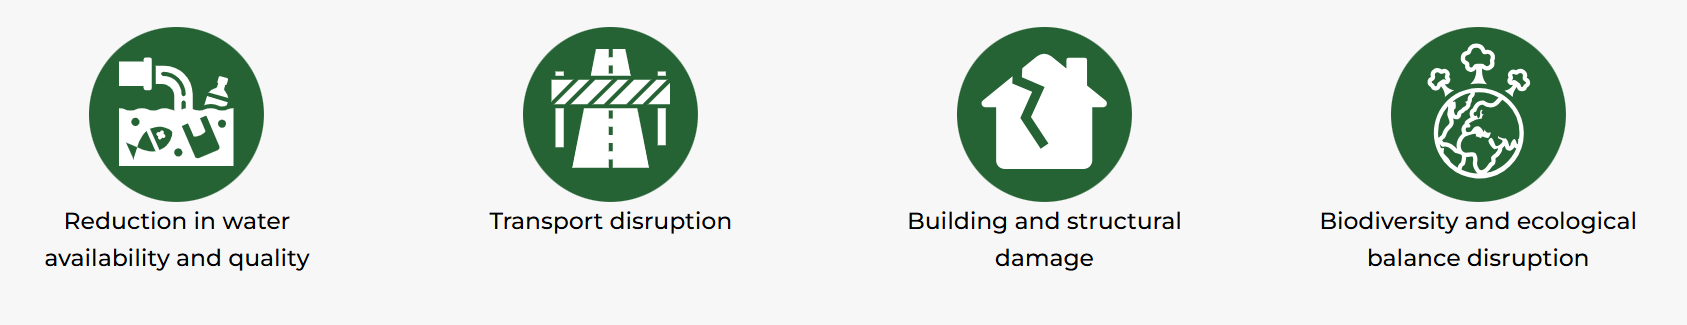 Reduction in water
availability and quality
Transport disruption
Building and structural
damage
Biodiversity and ecological
balance disruption